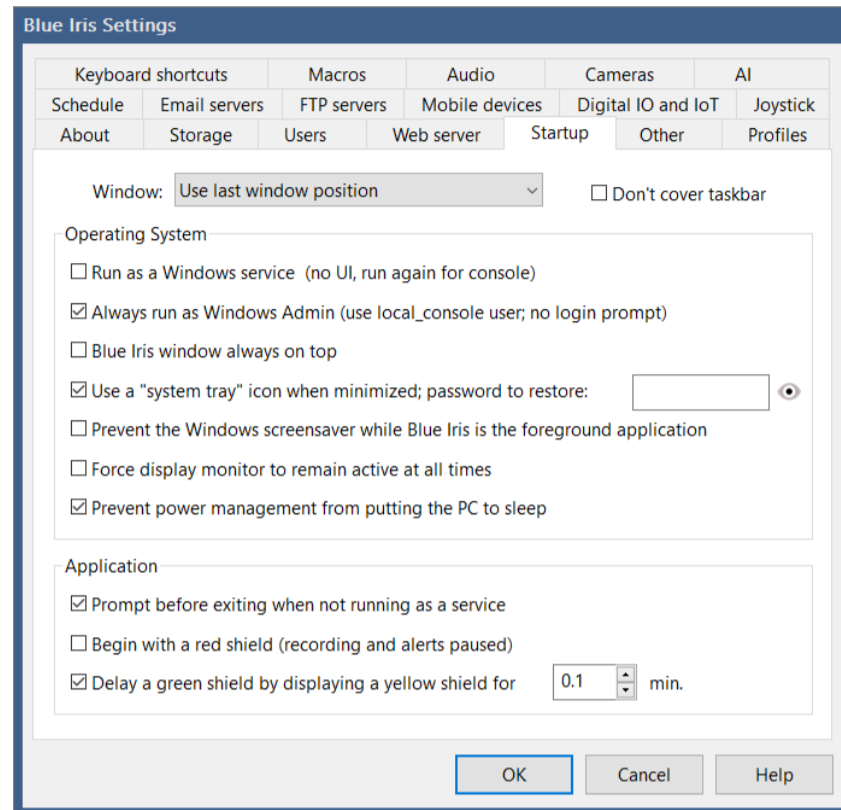 Blue Iris Settings
Keyboard shortcuts Macros Audio Cameras AI
Schedule Email servers FTP servers Mobile devices Digital IO and IoT Joystick
About Storage Users Web server Startup Other Profiles
Window: Use last window position Don't cover taskbar
Operating System
Run as a Windows service (no UI, run again for console)
Always run as Windows Admin (use local_console user; no login prompt)
Blue Iris window always on top
Use a "system tray" icon when minimized; password to restore:
Prevent the Windows screensaver while Blue Iris is the foreground application
Force display monitor to remain active at all times
Prevent power management from putting the PC to sleep
Application
Prompt before exiting when not running as a service
Begin with a red shield (recording and alerts paused)
Delay a green shield by displaying a yellow shield for 0.1 min.
OK Cancel Help